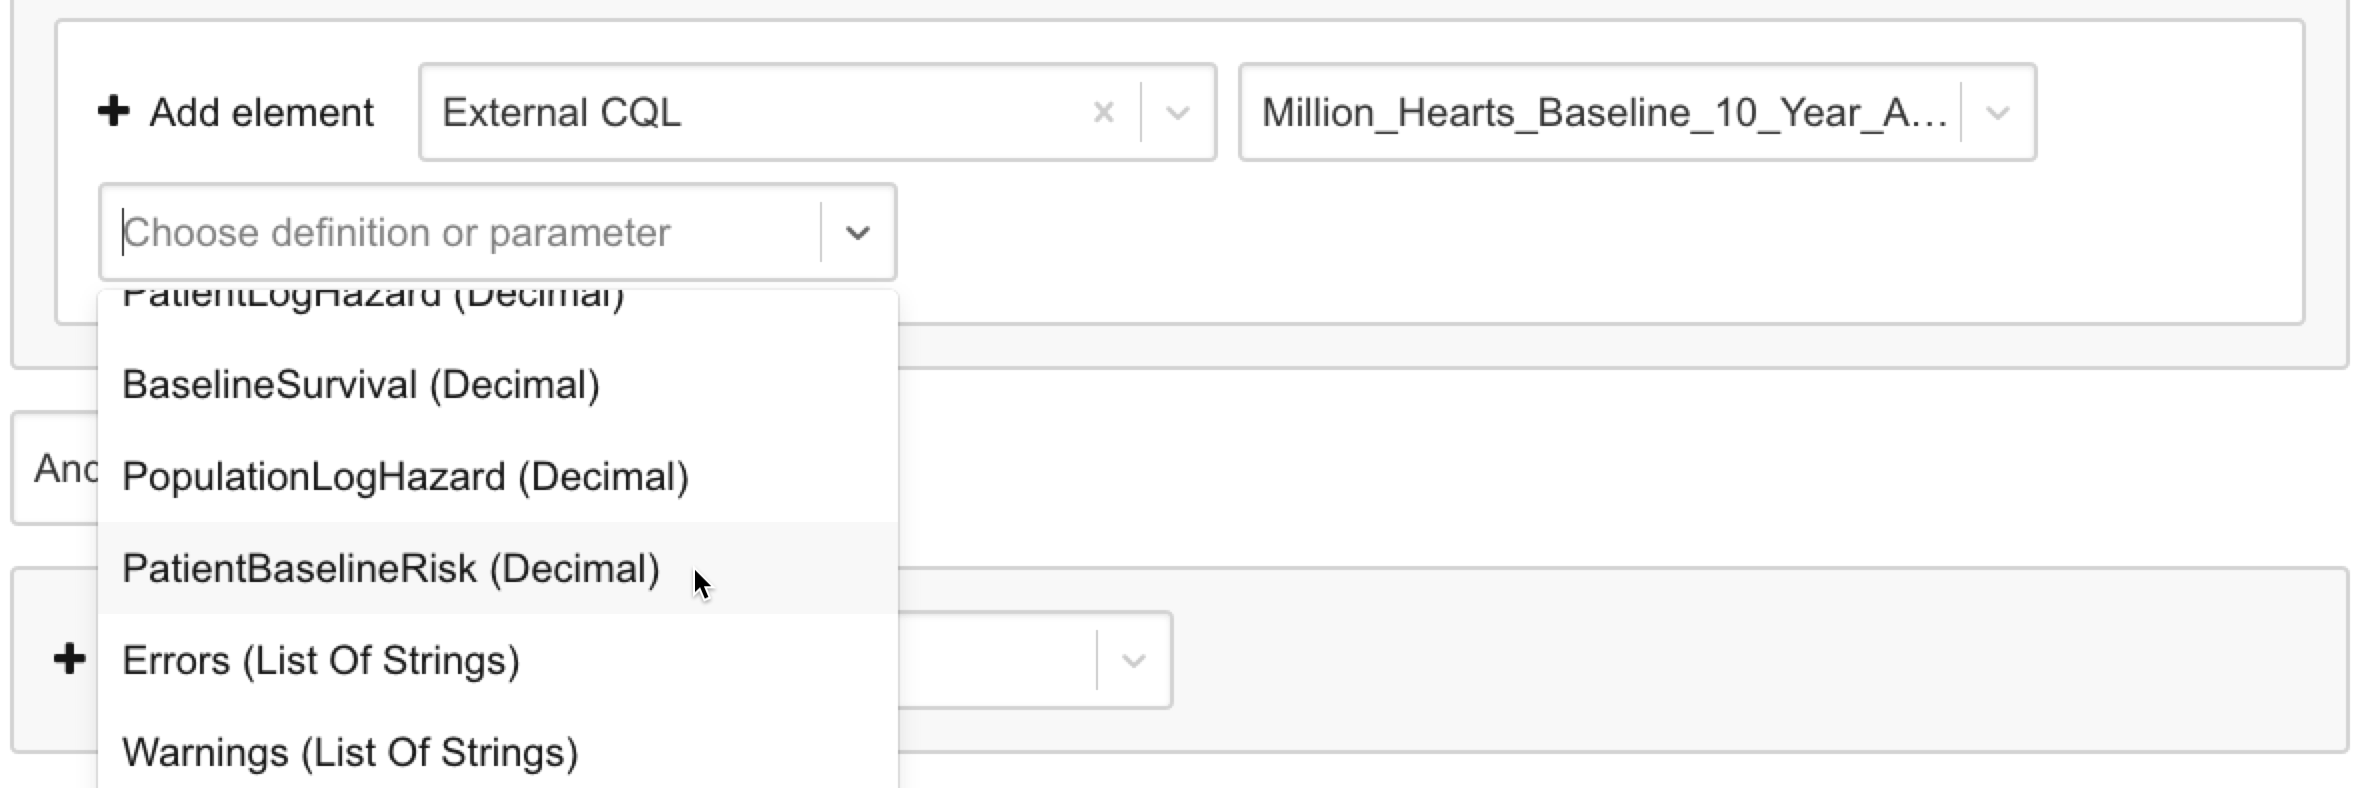 Add element
External CQL
Million_Hearts_Baseline_10_Year_A...
Choose definition or parameter
PatientLogHazard (Decimal)
BaselineSurvival (Decimal)
PopulationLogHazard (Decimal)
And
PatientBaselineRisk (Decimal)
Errors (List Of Strings)
Warnings (List Of Strings)